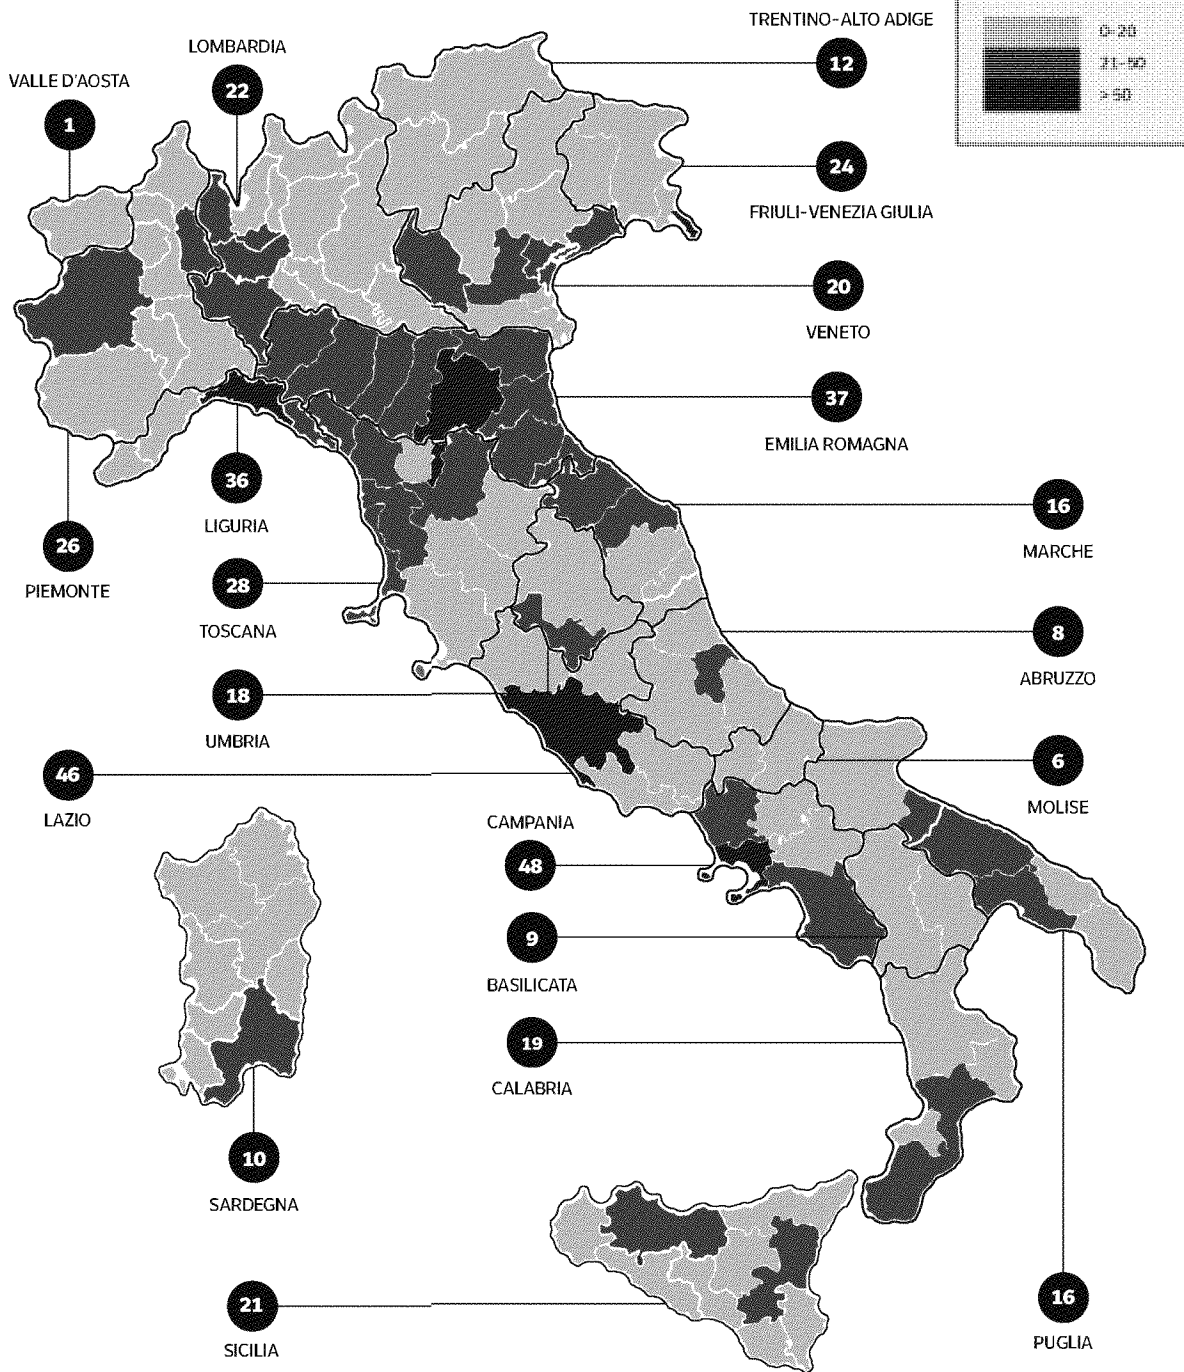 TRENTINO-ALTO ADIGE
12
0-20
21-50
>50
LOMBARDIA
22
VALLE D'AOSTA
1
24
FRIULI-VENEZIA GIULIA
20
VENETO
37
EMILIA ROMAGNA
36
LIGURIA
16
MARCHE
26
PIEMONTE
28
TOSCANA
8
ABRUZZO
18
UMBRIA
46
LAZIO
6
MOLISE
CAMPANIA
48
9
BASILICATA
19
CALABRIA
10
SARDEGNA
21
SICILIA
16
PUGLIA